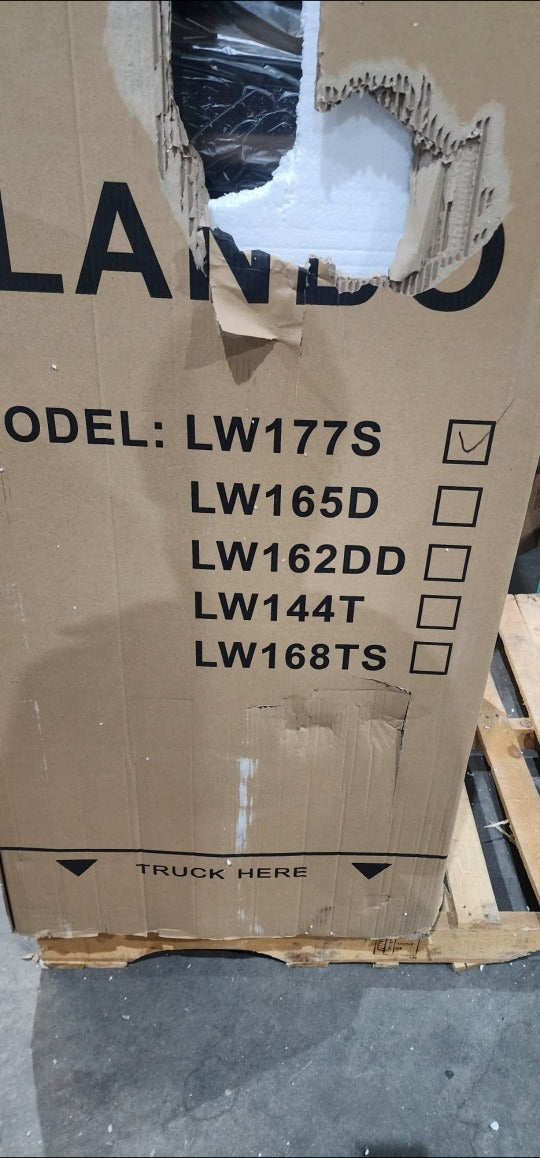 LANDO
ODEL: LW177S
LW165D
LW162DD
LW144T
LW168TS
TRUCK HERE